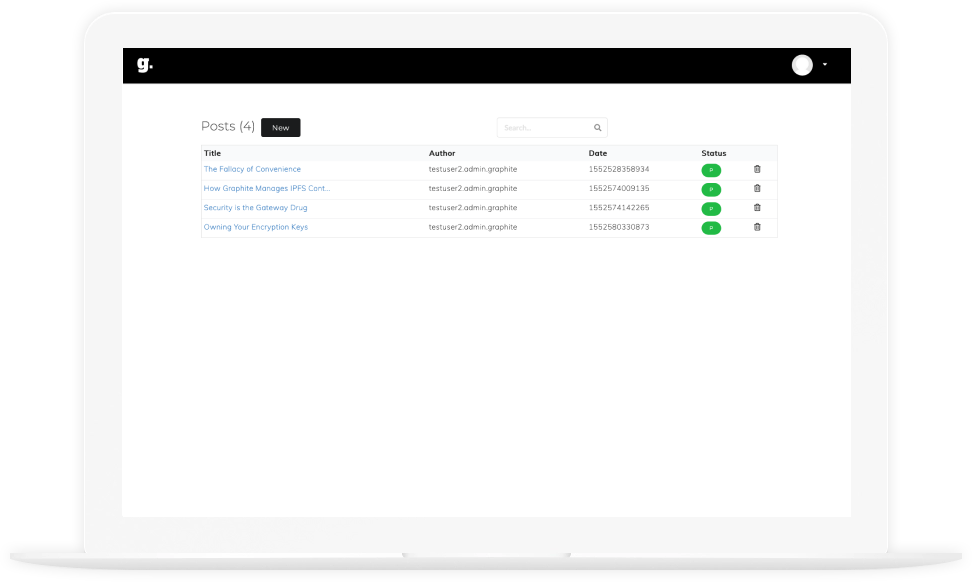 g.
Posts (4) New Search...
Title Author Date Status
The Fallacy of Convenience testuser2.admin.graphite 1552528358934 P
How Graphite Manages IPFS Cont... testuser2.admin.graphite 1552574009135 P
Security is the Gateway Drug testuser2.admin.graphite 1552574142265 P
Owning Your Encryption Keys testuser2.admin.graphite 1552580330873 P